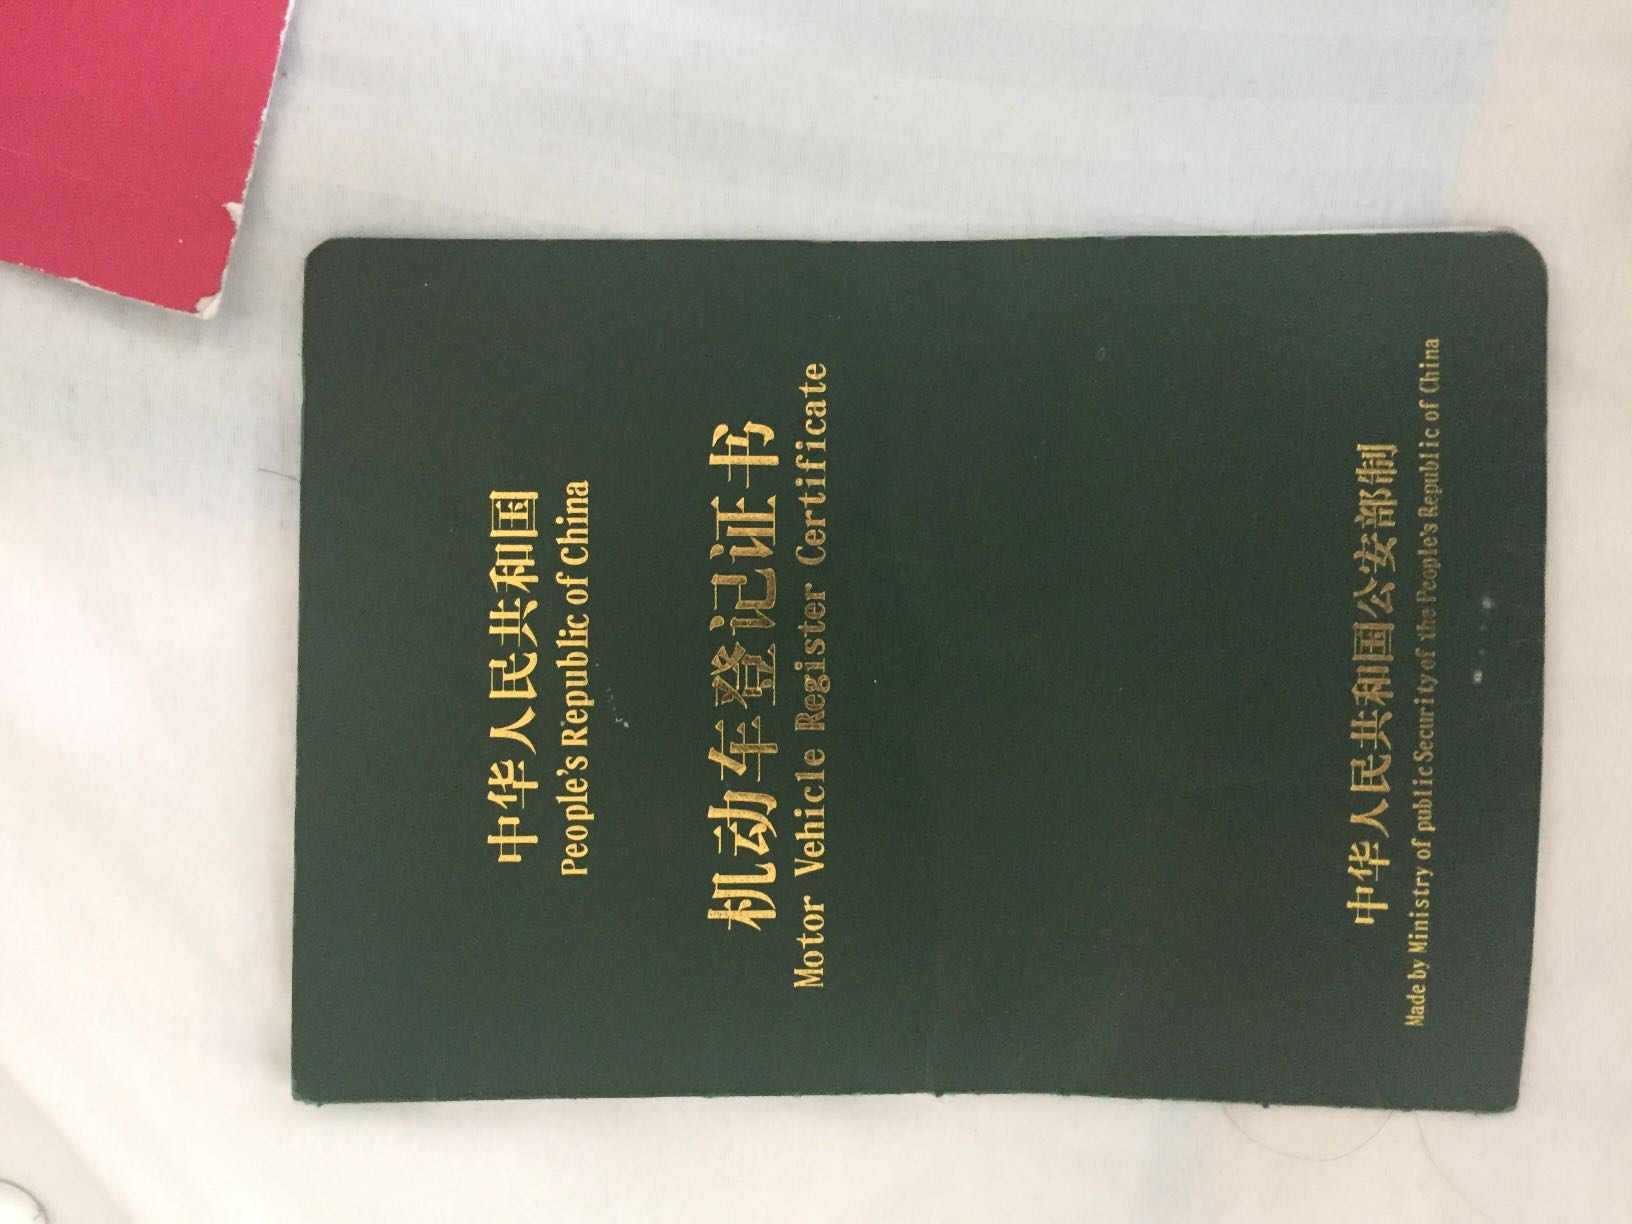 中华人民共和国
People's Republic of China
机动车登记证书
Motor Vehicle Register Certificate
中华人民共和国公安部制
Made by Ministry of public Security of the People's Republic of China